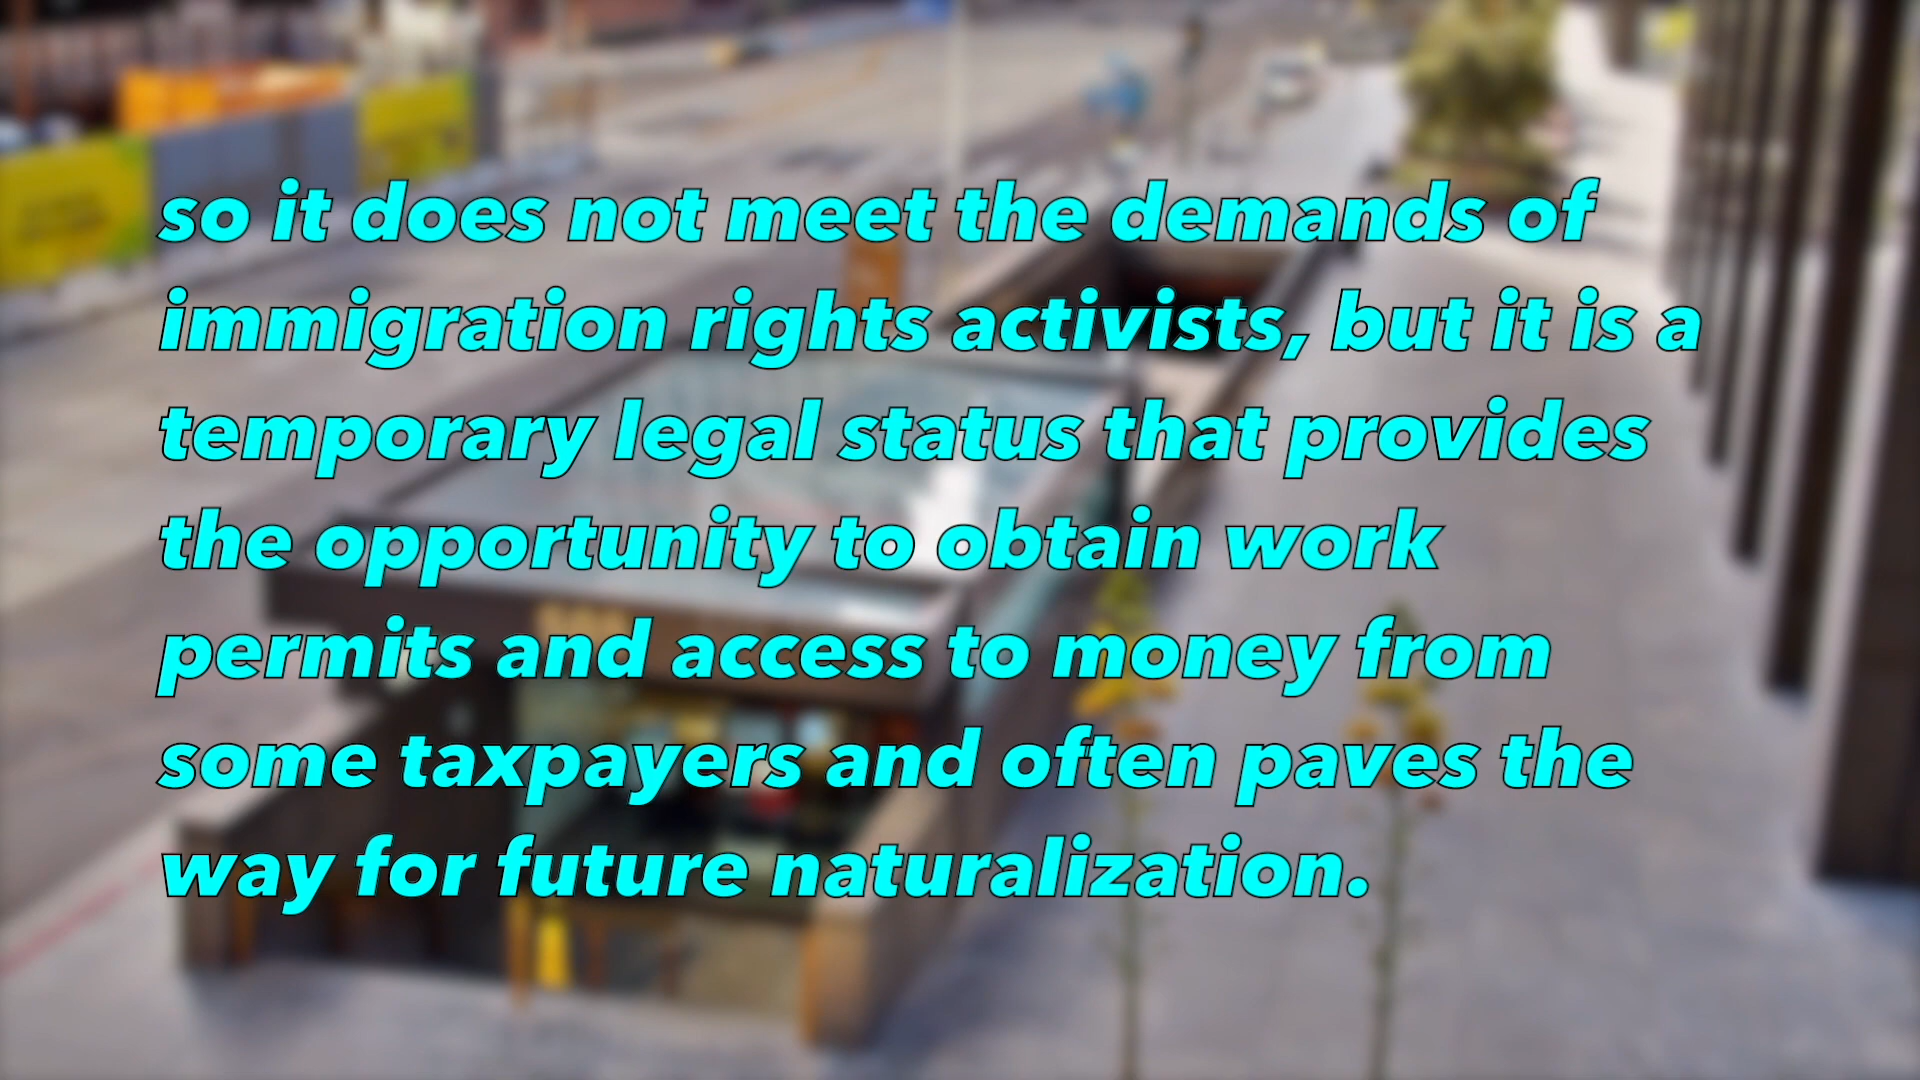 so it does not meet the demands of
immigration rights activists, but it is a
temporary legal status that provides
the opportunity to obtain work
permits and access to money from
some taxpayers and often paves the
way for future naturalization.